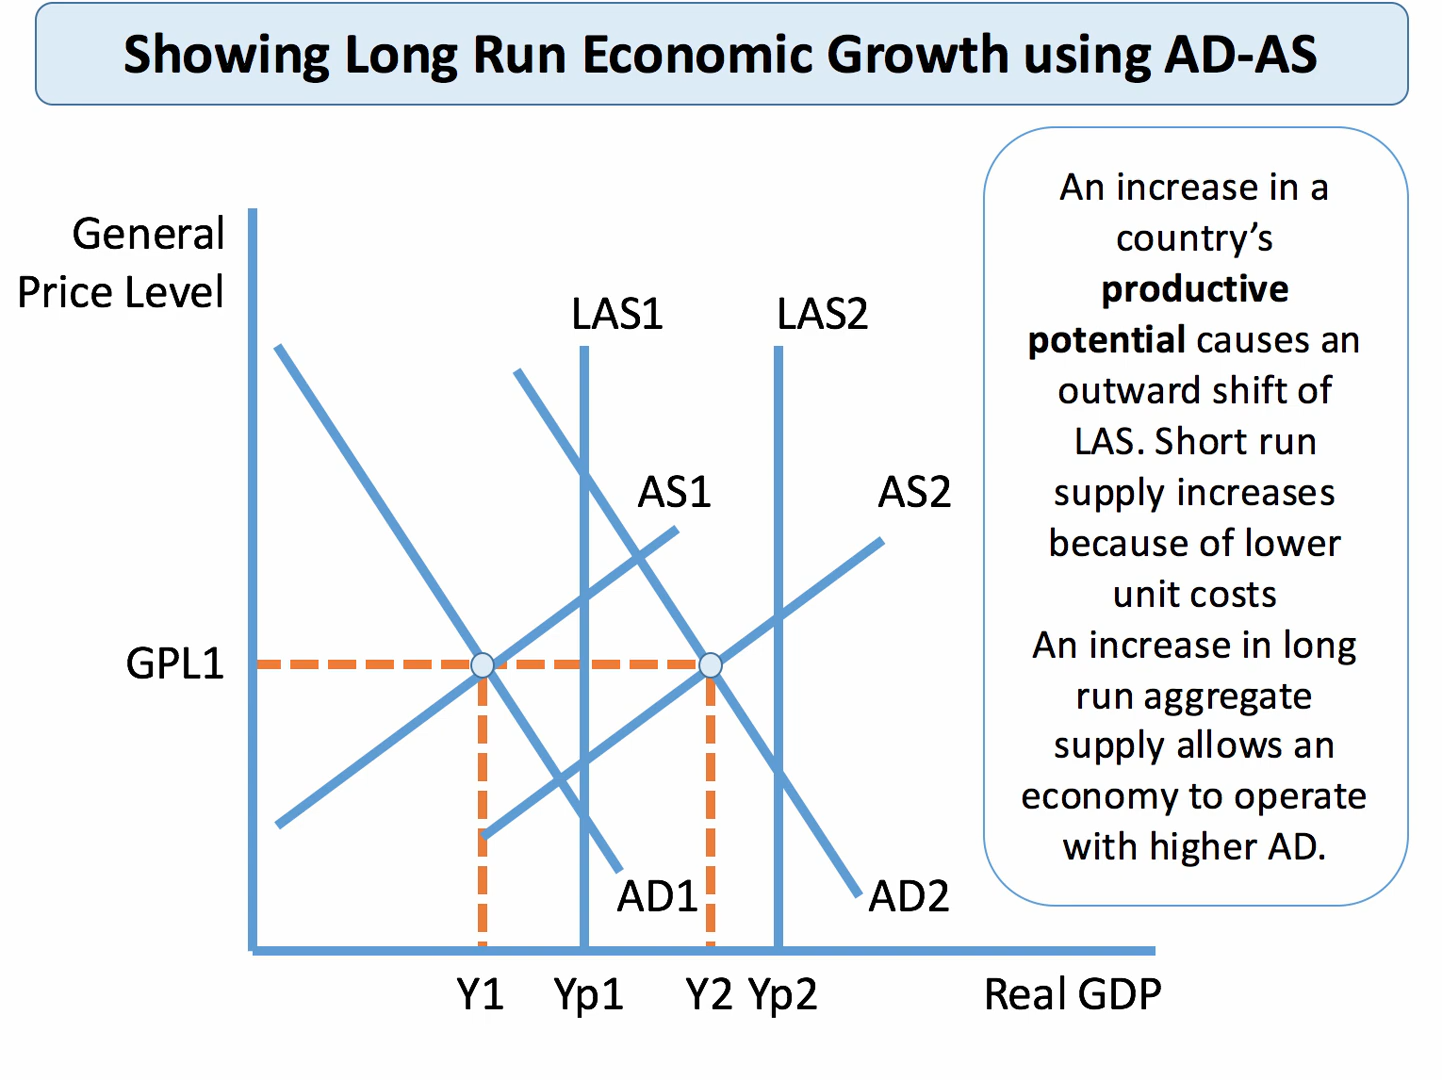 Showing Long Run Economic Growth using AD-AS
General
Price Level
LAS1
LAS2
AS1
AS2
GPL1
AD1
AD2
Y1
Yp1
Y2
Yp2
Real GDP
An increase in a
country’s
productive
potential causes an
outward shift of
LAS. Short run
supply increases
because of lower
unit costs
An increase in long
run aggregate
supply allows an
economy to operate
with higher AD.